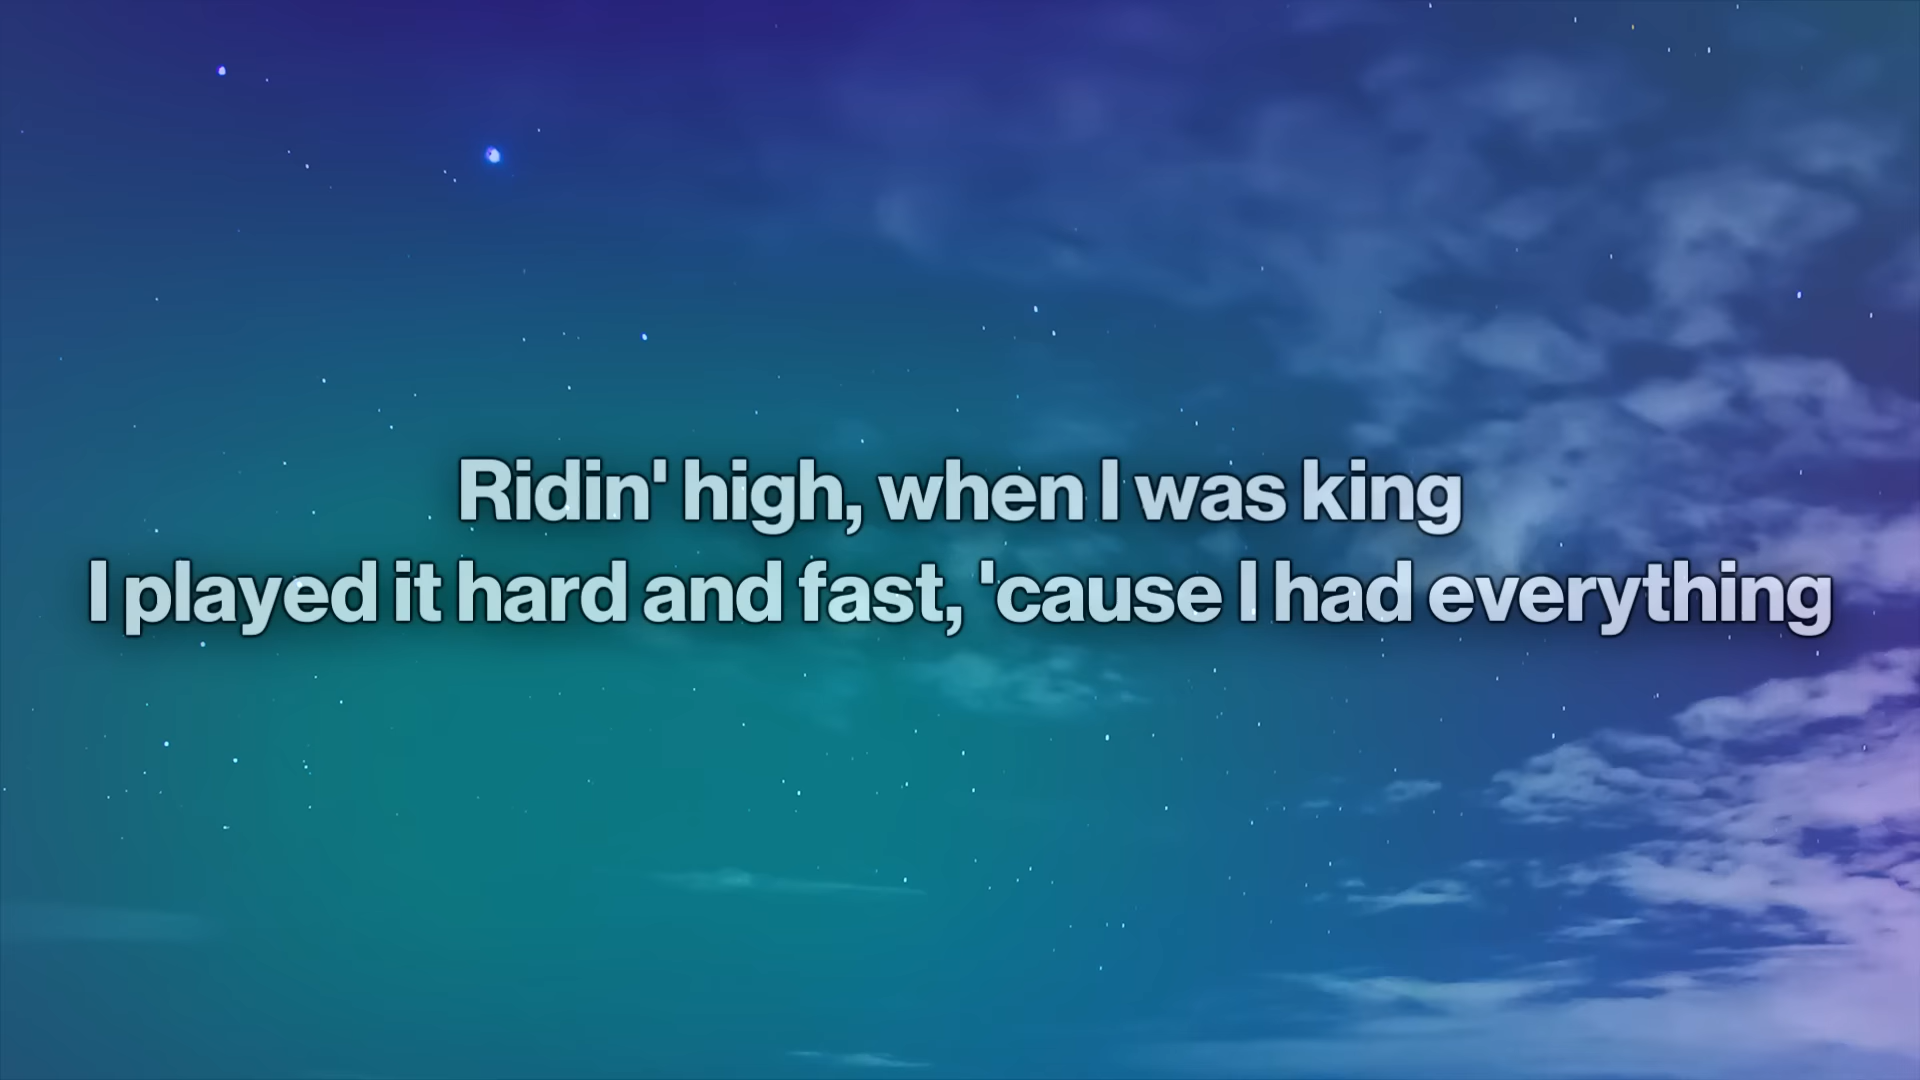 Ridin' high, when I was king
I played it hard and fast, 'cause I had everything